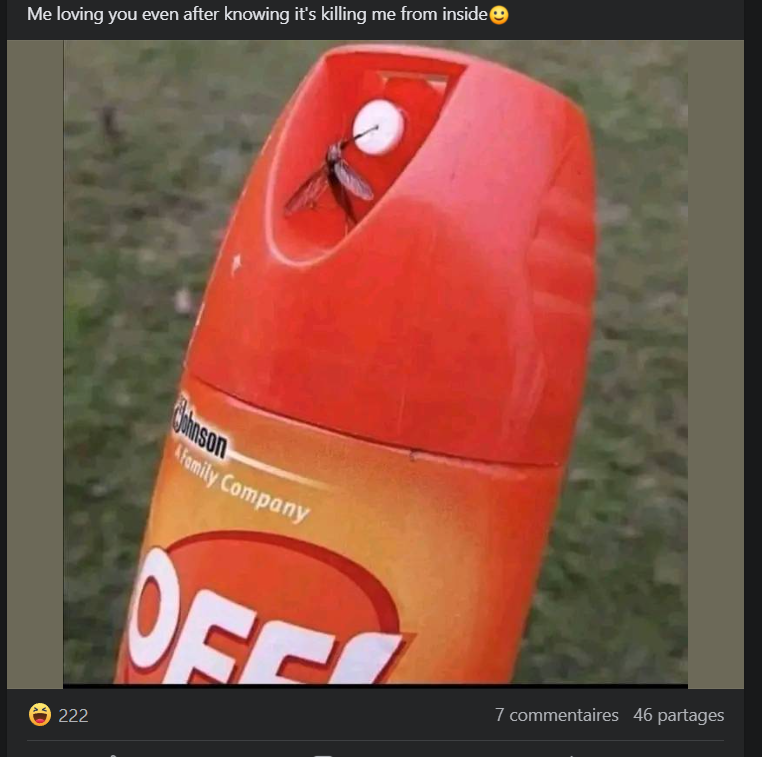 Me loving you even after knowing it's killing me from inside🙂
Johnson
A Family Company
OFF!
222
7 commentaires 46 partages